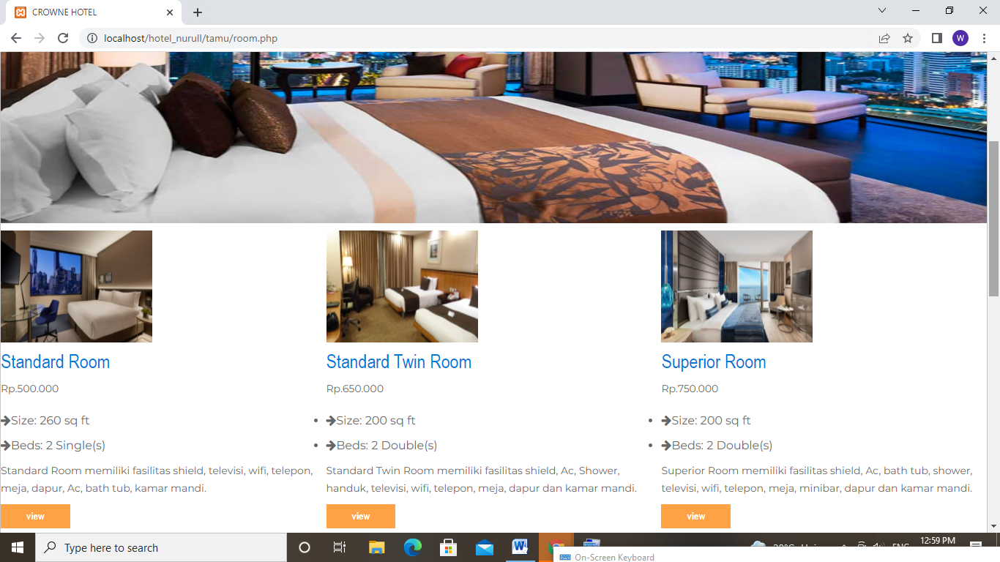 CROWNE HOTEL
localhost/hotel_nurull/tamu/room.php
W
Standard Room
Rp.500.000
Size: 260 sq ft
Beds: 2 Single(s)
Standard Room memiliki fasilitas shield, televisi, wifi, telepon,
meja, dapur, Ac, bath tub, kamar mandi.
view
Standard Twin Room
Rp.650.000
Size: 200 sq ft
Beds: 2 Double(s)
Standard Twin Room memiliki fasilitas shield, Ac, Shower,
handuk, televisi, wifi, telepon, meja, dapur dan kamar mandi.
view
Superior Room
Rp.750.000
Size: 200 sq ft
Beds: 2 Double(s)
Superior Room memiliki fasilitas shield, Ac, bath tub, shower,
televisi, wifi, telepon, meja, minibar, dapur dan kamar mandi.
view
Type here to search
12:59 PM
On-Screen Keyboard